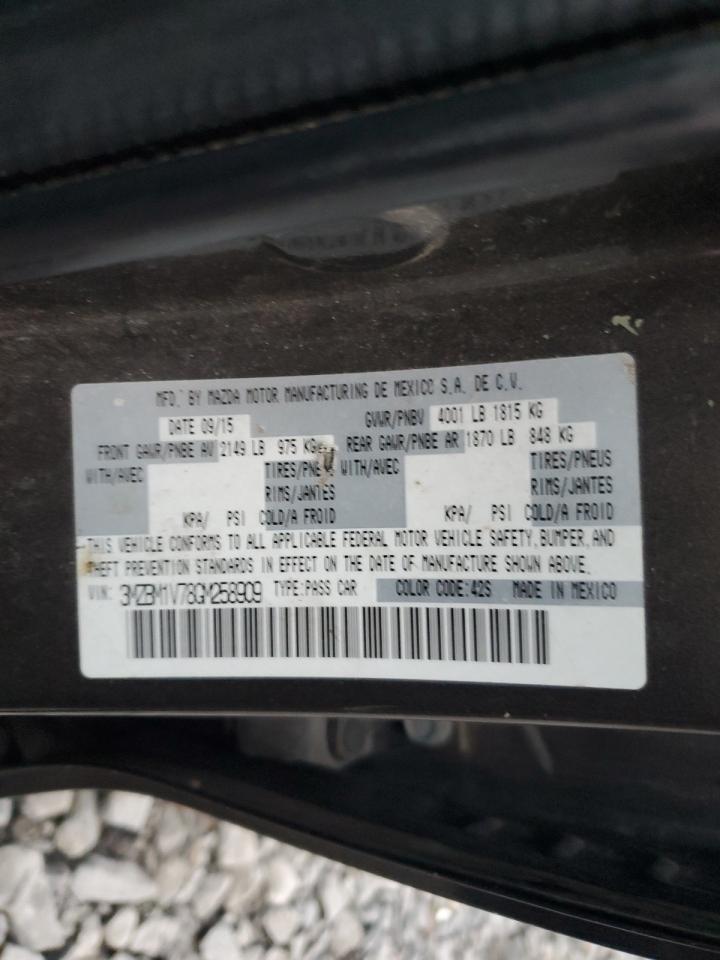 MFD. BY MAZDA MOTOR MANUFACTURING DE MEXICO S.A. DE C.V.
DATE 09/15 GVWR/PNBV 4001 LB 1815 KG
FRONT GAWR/PNBE AV 2149 LB 975 KG REAR GAWR/PNBE AR 1870 LB 848 KG
WITH/AVEC TIRES/PNEUS WITH/AVEC TIRES/PNEUS
RIMS/JANTES RIMS/JANTES
KPA/ PSI COLD/A FROID KPA/ PSI COLD/A FROID
THIS VEHICLE CONFORMS TO ALL APPLICABLE FEDERAL MOTOR VEHICLE SAFETY, BUMPER, AND
THEFT PREVENTION STANDARDS IN EFFECT ON THE DATE OF MANUFACTURE SHOWN ABOVE.
VIN: 3MZBM1V78GM258909 TYPE:PASS CAR COLOR CODE:42S MADE IN MEXICO